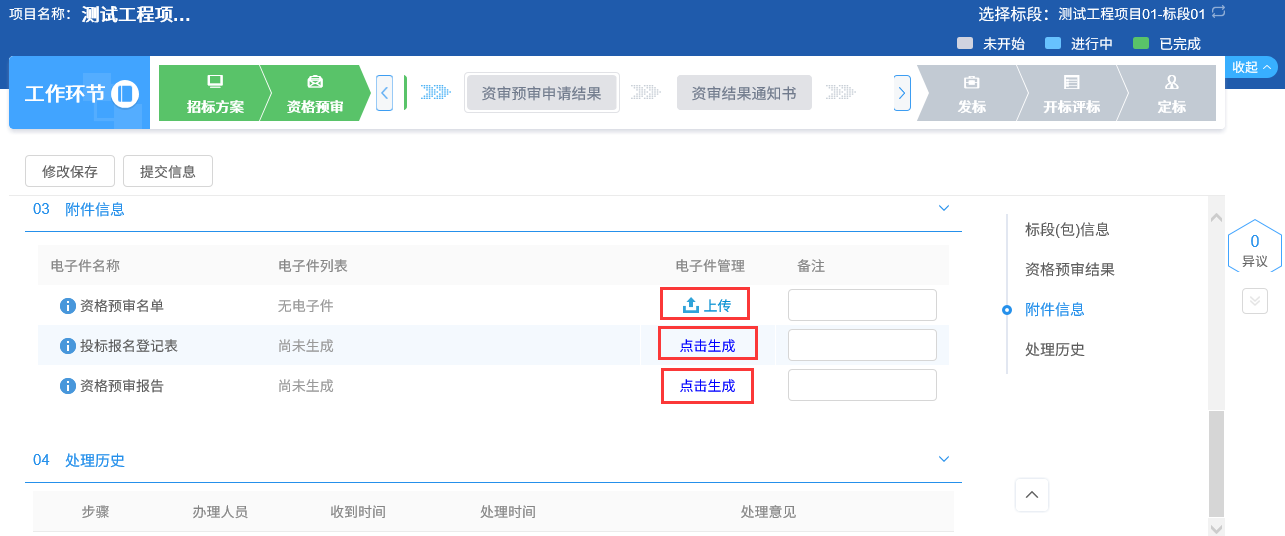 项目名称： 测试工程项...
选择标段： 测试工程项目01-标段01
未开始 进行中 已完成
收起
工作环节
招标方案
资格预审
资审预审申请结果
资审结果通知书
发标
开标评标
定标
修改保存 提交信息
03 附件信息
电子件名称 电子件列表 电子件管理 备注
资格预审名单 无电子件 上传
投标报名登记表 尚未生成 点击生成
资格预审报告 尚未生成 点击生成
04 处理历史
步骤 办理人员 收到时间 处理时间 处理意见
标段(包)信息
资格预审结果
附件信息
处理历史
0
异议